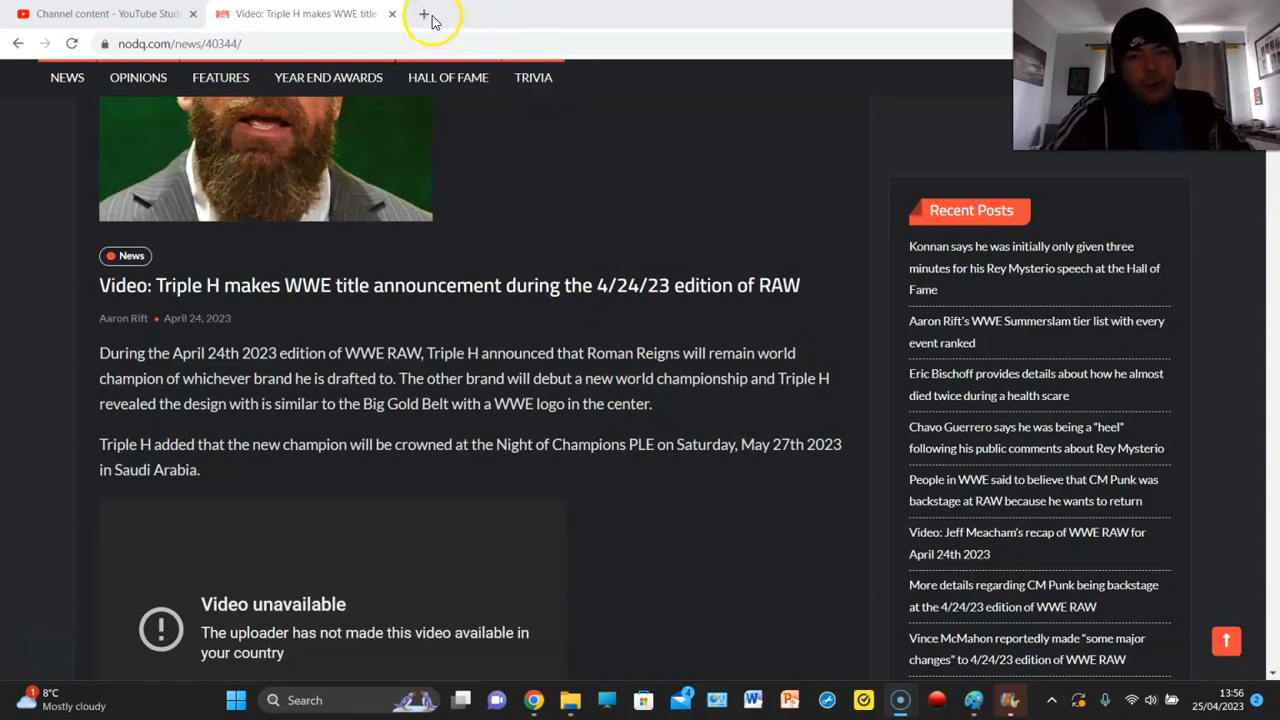 Channel content - YouTube Stud
Video: Triple H makes WWE title
nodq.com/news/40344/
NEWS
OPINIONS
FEATURES
YEAR END AWARDS
HALL OF FAME
TRIVIA
News
Video: Triple H makes WWE title announcement during the 4/24/23 edition of RAW
Aaron Rift • April 24, 2023
During the April 24th 2023 edition of WWE RAW, Triple H announced that Roman Reigns will remain world
champion of whichever brand he is drafted to. The other brand will debut a new world championship and Triple H
revealed the design with is similar to the Big Gold Belt with a WWE logo in the center.
Triple H added that the new champion will be crowned at the Night of Champions PLE on Saturday, May 27th 2023
in Saudi Arabia.
Video unavailable
The uploader has not made this video available in
your country
Recent Posts
Konnan says he was initially only given three
minutes for his Rey Mysterio speech at the Hall of
Fame
Aaron Rift's WWE Summerslam tier list with every
event ranked
Eric Bischoff provides details about how he almost
died twice during a health scare
Chavo Guerrero says he was being a "heel"
following his public comments about Rey Mysterio
People in WWE said to believe that CM Punk was
backstage at RAW because he wants to return
Video: Jeff Meacham's recap of WWE RAW for
April 24th 2023
More details regarding CM Punk being backstage
at the 4/24/23 edition of WWE RAW
Vince McMahon reportedly made "some major
changes" to 4/24/23 edition of WWE RAW
1
8°C
Mostly cloudy
Search
4
13:56
25/04/2023
2